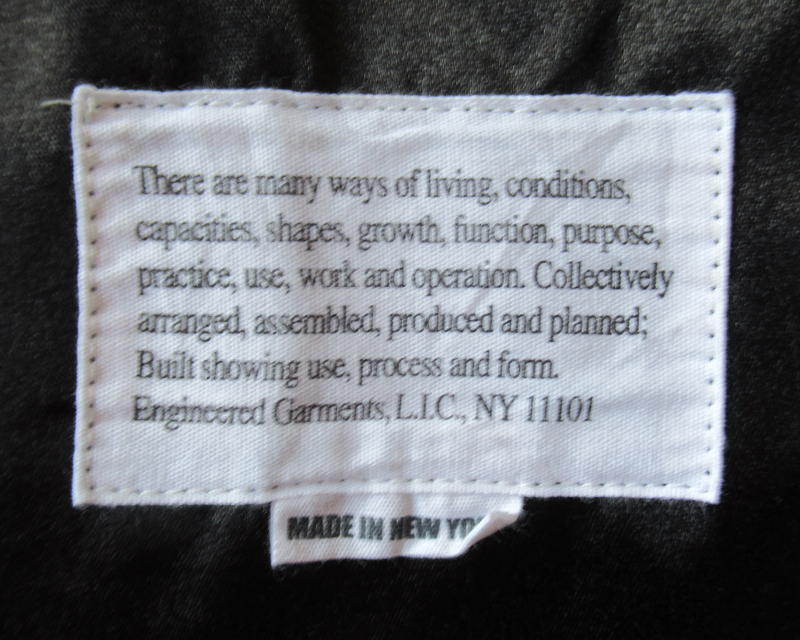 There are many ways of living, conditions,
capacities, shapes, growth, function, purpose,
practice, use, work and operation. Collectively
arranged, assembled, produced and planned;
Built showing use, process and form.
Engineered Garments, L.I.C., NY 11101
MADE IN NEW